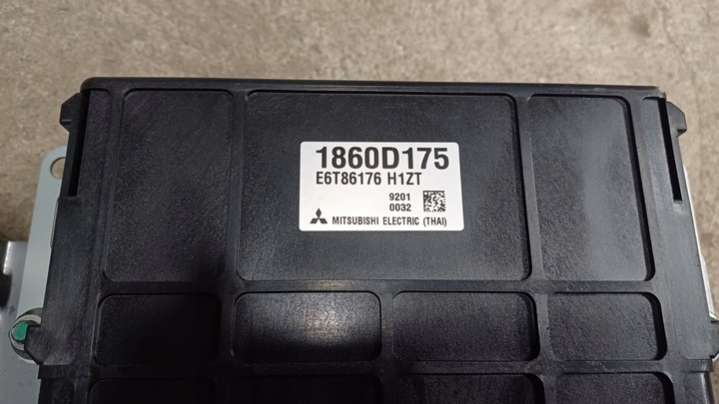 1860D175
E6T86176 H1ZT
9201
0032
MITSUBISHI ELECTRIC (THAI)